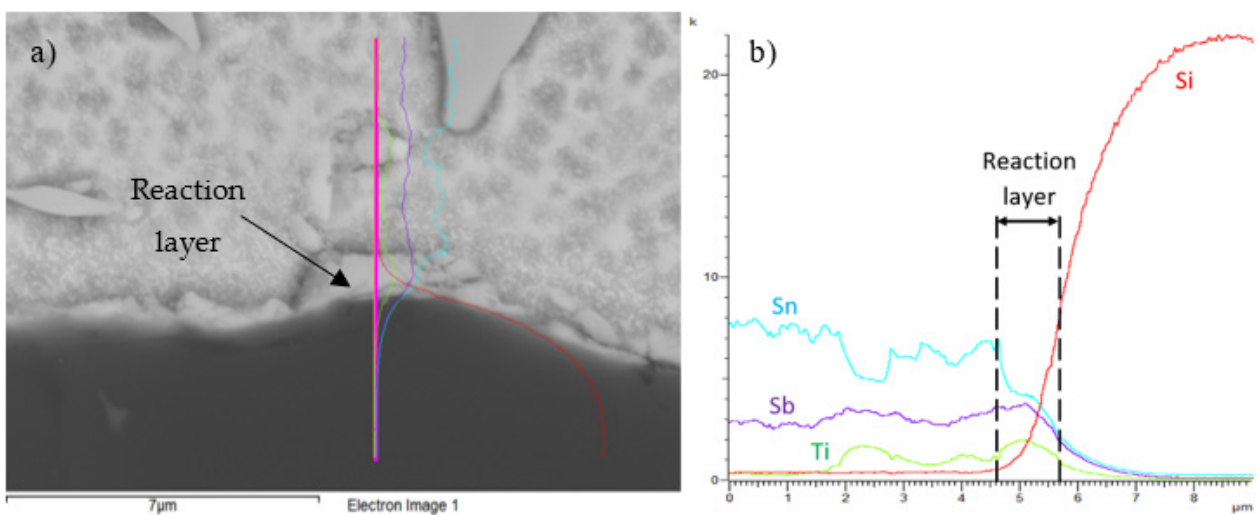 a)
Reaction
layer
7µm
Electron Image 1
b)
k
20
10
0
Si
Reaction
layer
Sn
Sb
Ti
0 1 2 3 4 5 6 7 8 µm